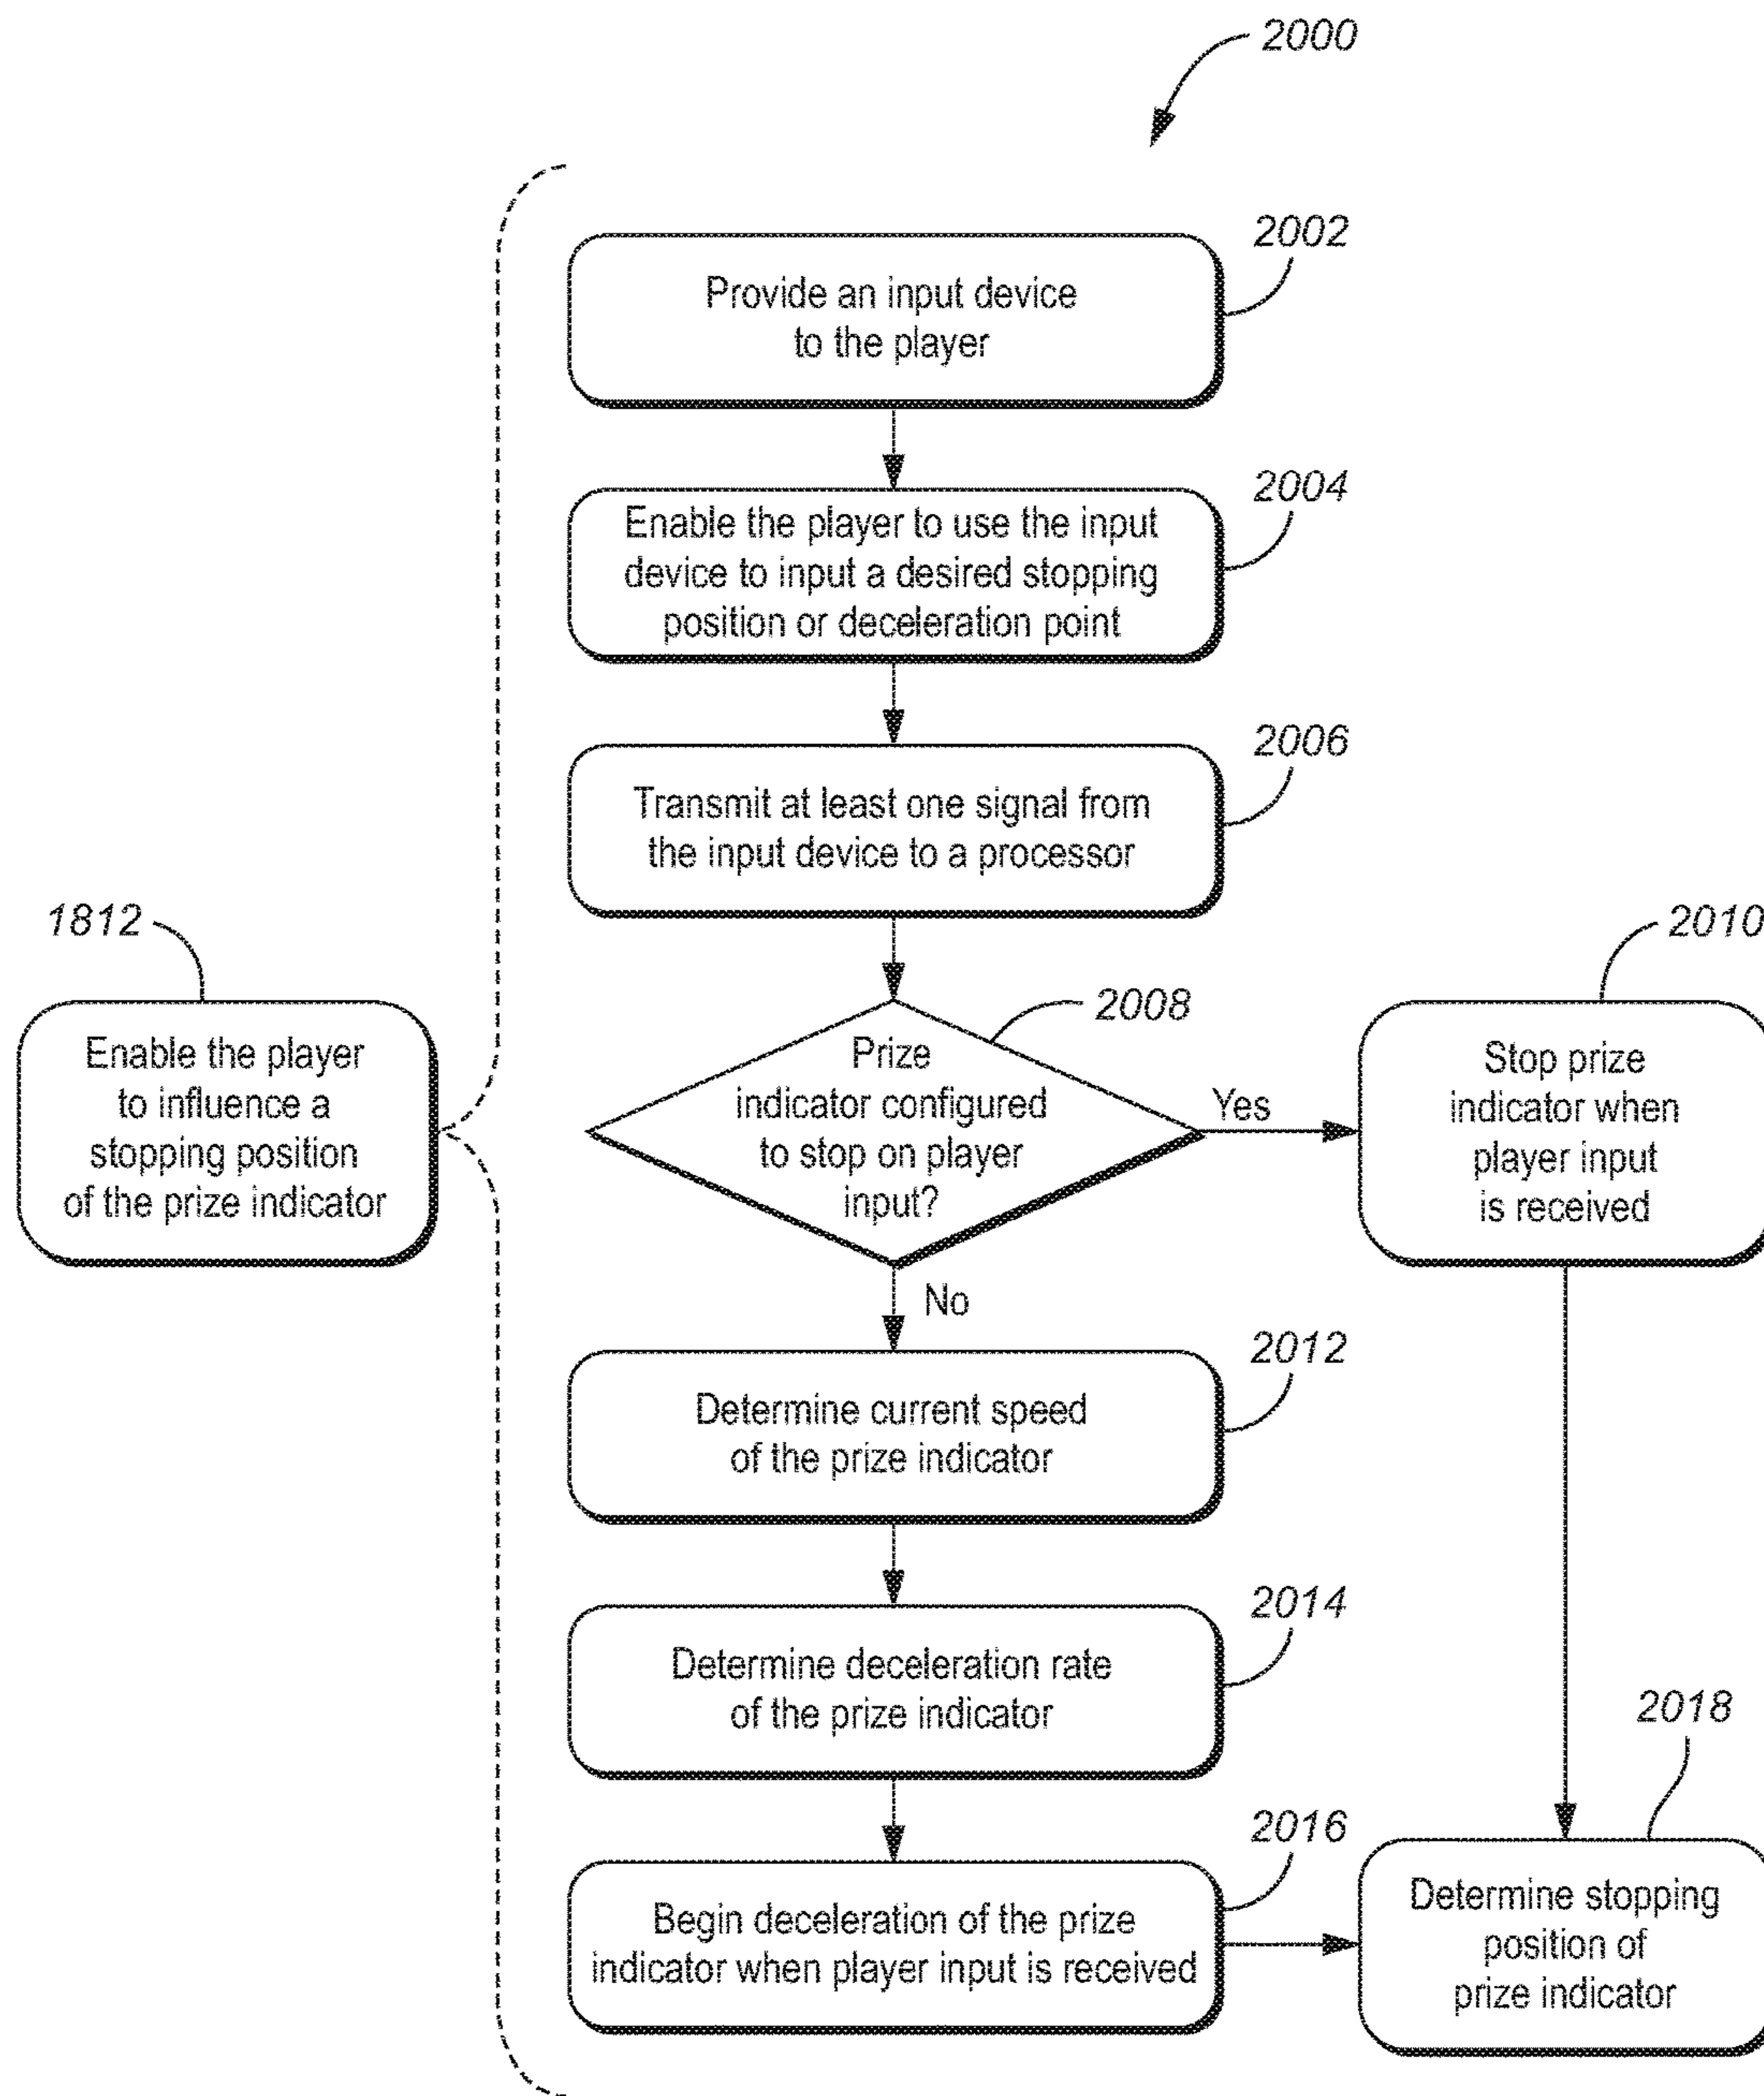 2000
2002
Provide an input device
to the player
2004
Enable the player to use the input
device to input a desired stopping
position or deceleration point
2006
Transmit at least one signal from
the input device to a processor
1812
Enable the player
to influence a
stopping position
of the prize indicator
2008
Prize
indicator configured
to stop on player
input?
Yes
2010
Stop prize
indicator when
player input
is received
No
2012
Determine current speed
of the prize indicator
2014
Determine deceleration rate
of the prize indicator
2016
Begin deceleration of the prize
indicator when player input is received
2018
Determine stopping
position of
prize indicator